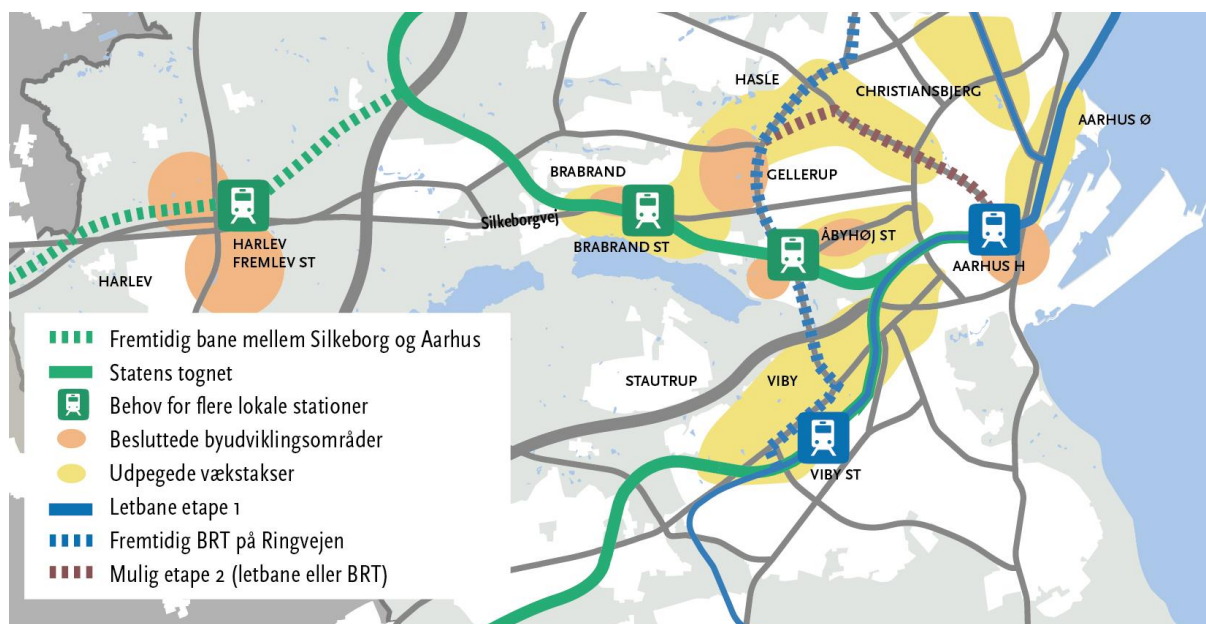 HASLE
CHRISTIANSBJERG
AARHUS Ø
BRABRAND
GELLERUP
Silkeborgvej
BRABRAND ST
ÅBYHØJ ST
HARLEV
FREMLEV ST
HARLEV
AARHUS H
STAUTRUP
VIBY
VIBY ST
Fremtidig bane mellem Silkeborg og Aarhus
Statens tognet
Behov for flere lokale stationer
Besluttede byudviklingsområder
Udpegede vækstakser
Letbane etape 1
Fremtidig BRT på Ringvejen
Mulig etape 2 (letbane eller BRT)